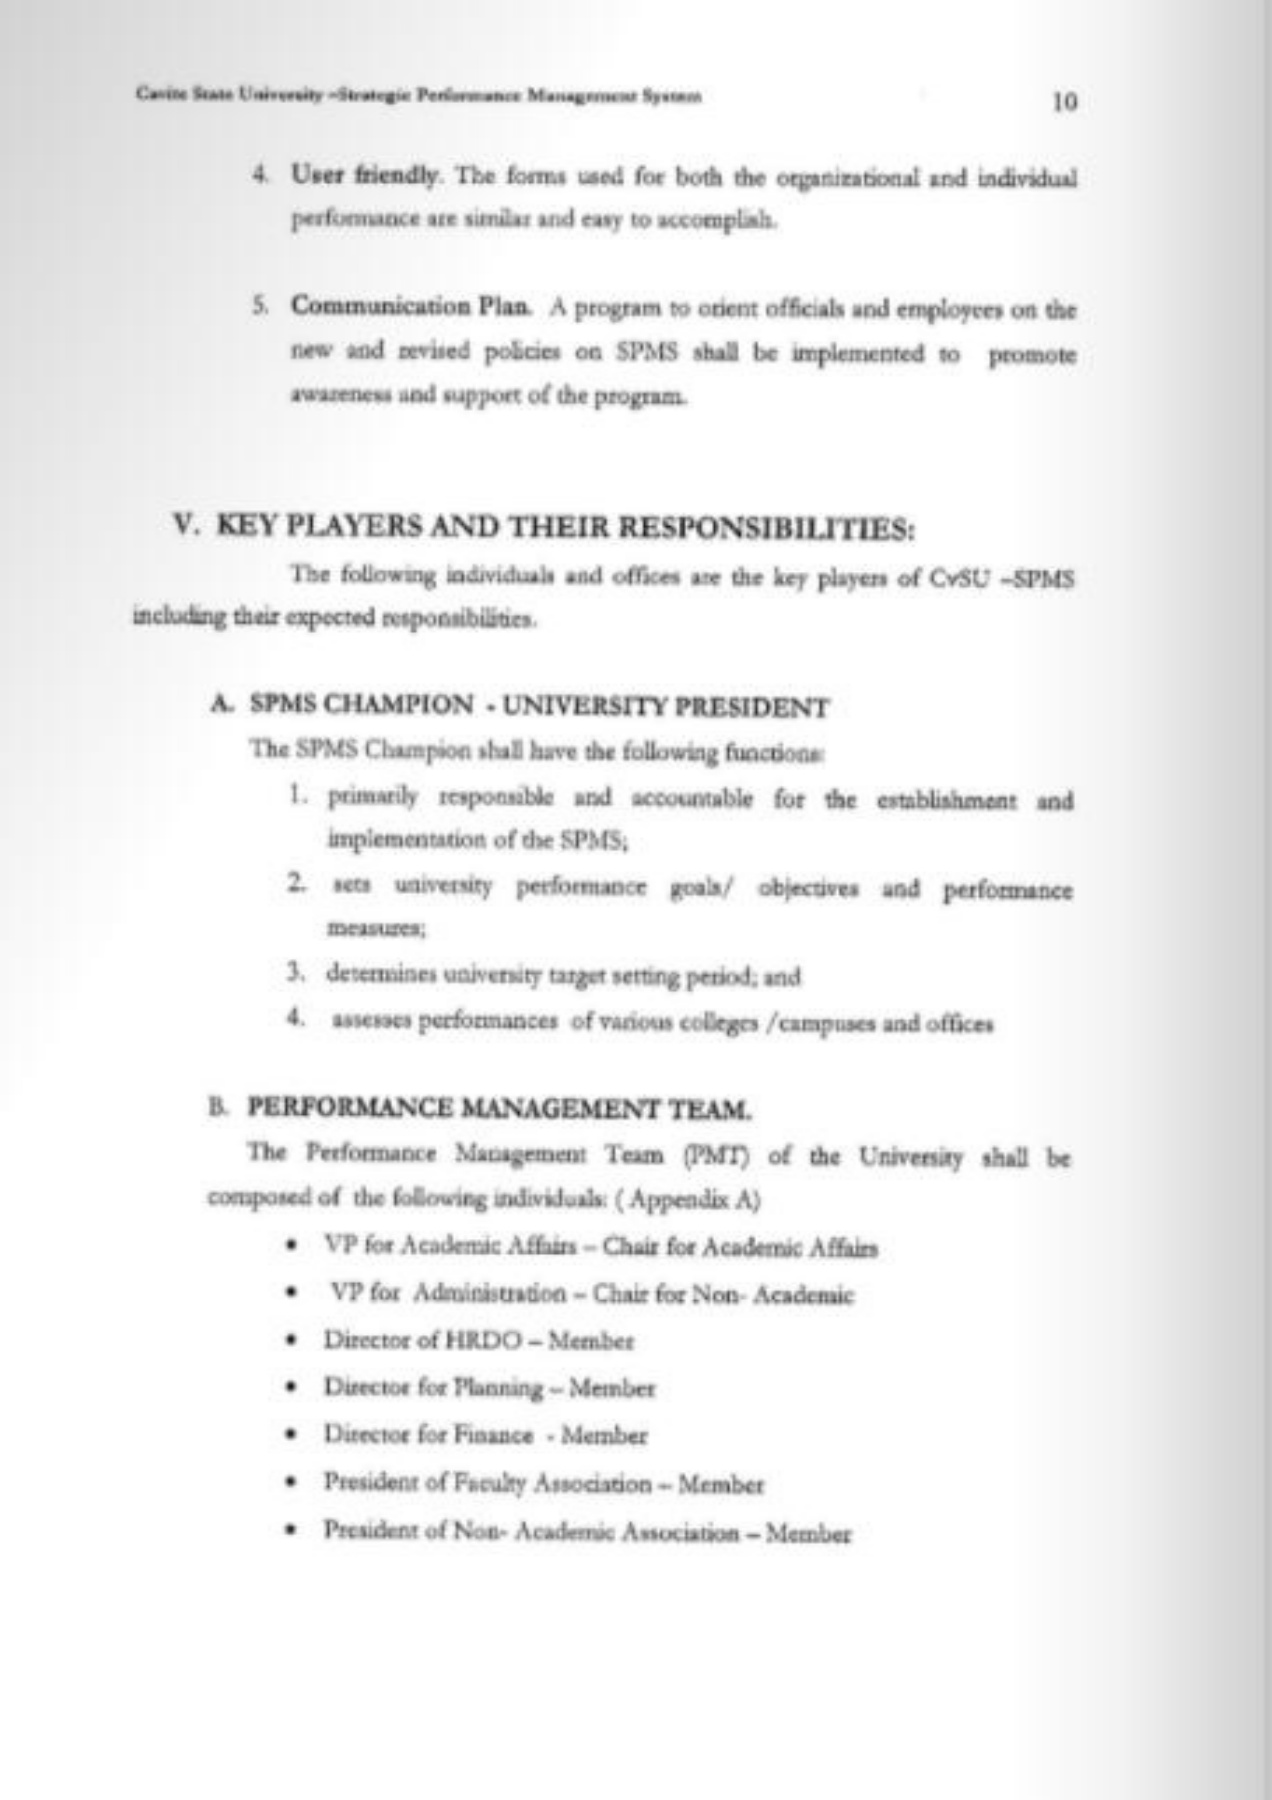 Cavite State University –Strategic Performance Management System
10
4. User friendly. The forms used for both the organizational and individual
performance are similar and easy to accomplish.
5. Communication Plan. A program to orient officials and employees on the
new and revised policies on SPMS shall be implemented to promote
awareness and support of the program.
V. KEY PLAYERS AND THEIR RESPONSIBILITIES:
The following individuals and offices are the key players of CvSU –SPMS
including their expected responsibilities.
A. SPMS CHAMPION - UNIVERSITY PRESIDENT
The SPMS Champion shall have the following functions:
1. primarily responsible and accountable for the establishment and
implementation of the SPMS;
2. sets university performance goals/ objectives and performance
measures;
3. determines university target setting period; and
4. assesses performances of various colleges /campuses and offices
B. PERFORMANCE MANAGEMENT TEAM.
The Performance Management Team (PMT) of the University shall be
composed of the following individuals: ( Appendix A)
• VP for Academic Affairs – Chair for Academic Affairs
• VP for Administration – Chair for Non- Academic
• Director of HRDO – Member
• Director for Planning – Member
• Director for Finance - Member
• President of Faculty Association – Member
• President of Non- Academic Association – Member